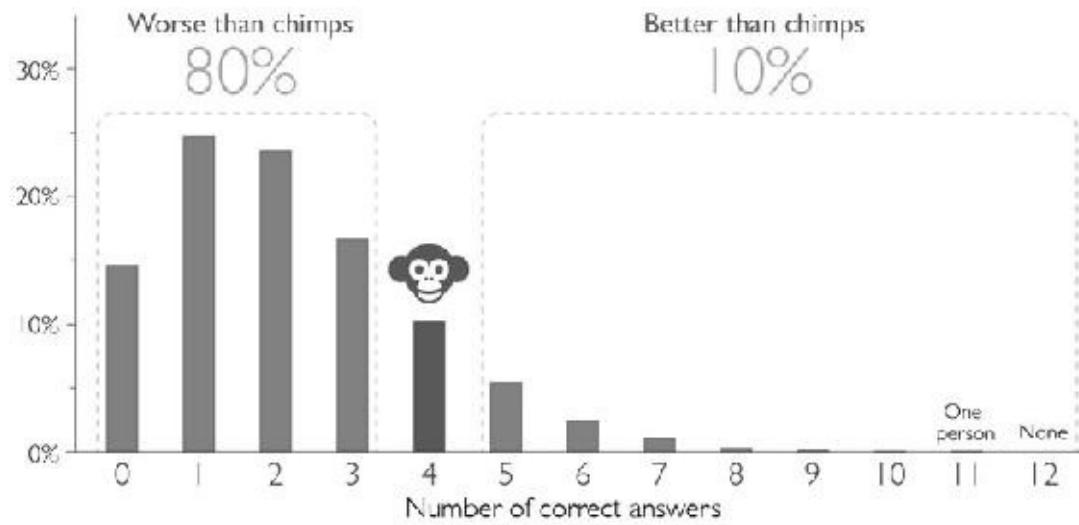 Worse than chimps
80%
Better than chimps
10%
30%
20%
10%
0%
One
person
None
0 1 2 3 4 5 6 7 8 9 10 11 12
Number of correct answers